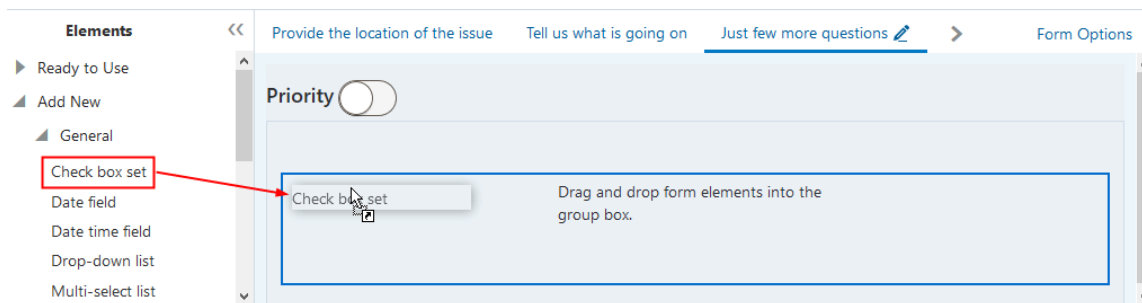 Elements
Provide the location of the issue
Tell us what is going on
Just few more questions
Form Options
Ready to Use
Add New
General
Check box set
Date field
Date time field
Drop-down list
Multi-select list
Priority
Check box set
Drag and drop form elements into the
group box.